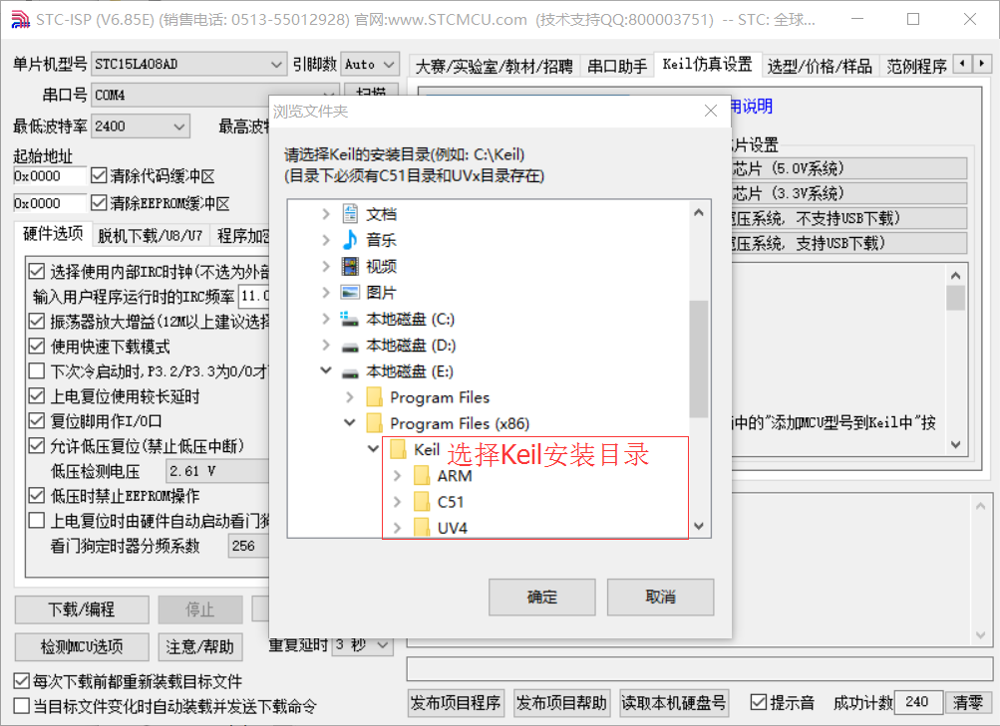 STC-ISP (V6.85E) (销售电话: 0513-55012928) 官网:www.STCMCU.com (技术支持QQ:800003751) -- STC: 全球...
单片机型号 STC15L408AD 引脚数 Auto
大赛/实验室/教材/招聘 串口助手 Keil仿真设置 选型/价格/样品 范例程序
串口号 COM4 扫描
最低波特率 2400 最高波特
起始地址
0x0000 清除代码缓冲区
0x0000 清除EEPROM缓冲区
硬件选项 脱机下载/U8/U7 程序加密
选择使用内部IRC时钟(不选为外部
输入用户程序运行时的IRC频率 11.0
振荡器放大增益(12M以上建议选择
使用快速下载模式
下次冷启动时,P3.2/P3.3为0/0才
上电复位使用较长延时
复位脚用作I/O口
允许低压复位(禁止低压中断)
低压检测电压 2.61 V
低压时禁止EEPROM操作
上电复位时由硬件自动启动看门狗
看门狗定时器分频系数 256
下载/编程 停止
检测MCU选项 注意/帮助 重复延时 3 秒
每次下载前都重新装载目标文件
当目标文件变化时自动装载并发送下载命令
浏览文件夹
请选择Keil的安装目录(例如: C:\Keil)
(目录下必须有C51目录和UVx目录存在)
文档
音乐
视频
图片
本地磁盘 (C:)
本地磁盘 (D:)
本地磁盘 (E:)
Program Files
Program Files (x86)
Keil 选择Keil安装目录
ARM
C51
UV4
确定 取消
用说明
片设置
芯片 (5.0V系统)
芯片 (3.3V系统)
宽压系统, 不支持USB下载)
宽压系统, 支持USB下载)
中的"添加MCU型号到Keil中"按
发布项目程序 发布项目帮助 读取本机硬盘号 提示音 成功计数 240 清零